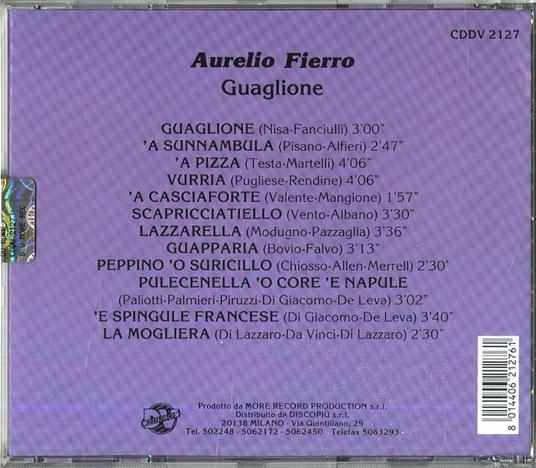 CDDV 2127
Aurelio Fierro
Guaglione
GUAGLIONE (Nisa-Fanciulli) 3'00"
'A SUNNAMBULA (Pisano-Alfieri) 2'47"
'A PIZZA (Testa-Martelli) 4'06"
VURRIA (Pugliese-Rendine) 4'06"
'A CASCIAFORTE (Valente-Mangione) 1'57"
SCAPRICCIATIELLO (Vento-Albano) 3'30"
LAZZARELLA (Modugno-Pazzaglia) 3'36"
GUAPPARIA (Bovio-Falvo) 3'13"
PEPPINO 'O SURICILLO (Chiosso-Allen-Merrell) 2'30'
PULECENELLA 'O CORE 'E NAPULE
(Paliotti-Palmieri-Piruzzi-Di Giacomo-De Leva) 3'02"
'E SPINGULE FRANCESE (Di Giacomo-De Leva) 3'40"
LA MOGLIERA (Di Lazzaro-Da Vinci-Di Lazzaro) 2'30"
Prodotto da MORE RECORD PRODUCTION s.r.l.
Distribuito da DISCOPIÙ s.r.l.
20138 MILANO - Via Quintiliano, 29
Tel. 502248 - 5062172 - 5062450 Telefax 5063293
8 014406 212761